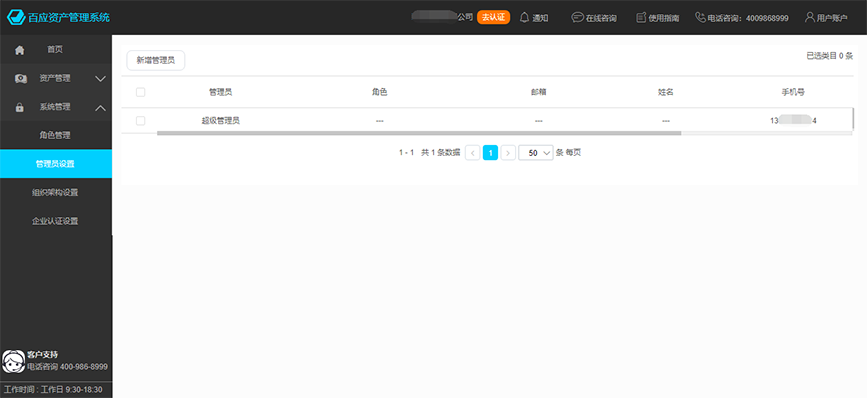 百应资产管理系统
公司 去认证 通知 在线咨询 使用指南 电话咨询：4009868999 用户账户
首页
资产管理
系统管理
角色管理
管理员设置
组织架构设置
企业认证设置
客户支持
电话咨询 400-986-8999
工作时间 : 工作日 9:30-18:30
新增管理员 已选类目 0 条
管理员 角色 邮箱 姓名 手机号
超级管理员 --- --- --- 13 4
1 - 1 共 1 条数据 1 50 条 每页